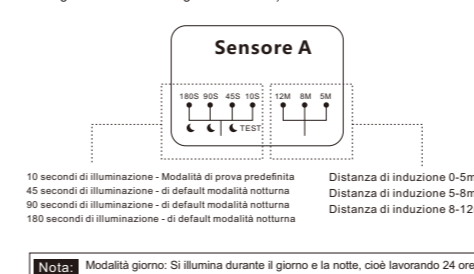 Sensore A
180S 90S 45S 10S 12M 8M 5M
TEST
10 secondi di illuminazione - Modalità di prova predefinita
45 secondi di illuminazione - di default modalità notturna
90 secondi di illuminazione - di default modalità notturna
180 secondi di illuminazione - di default modalità notturna
Distanza di induzione 0-5m
Distanza di induzione 5-8m
Distanza di induzione 8-12
Nota: Modalità giorno: Si illumina durante il giorno e la notte, cioè lavorando 24 ore